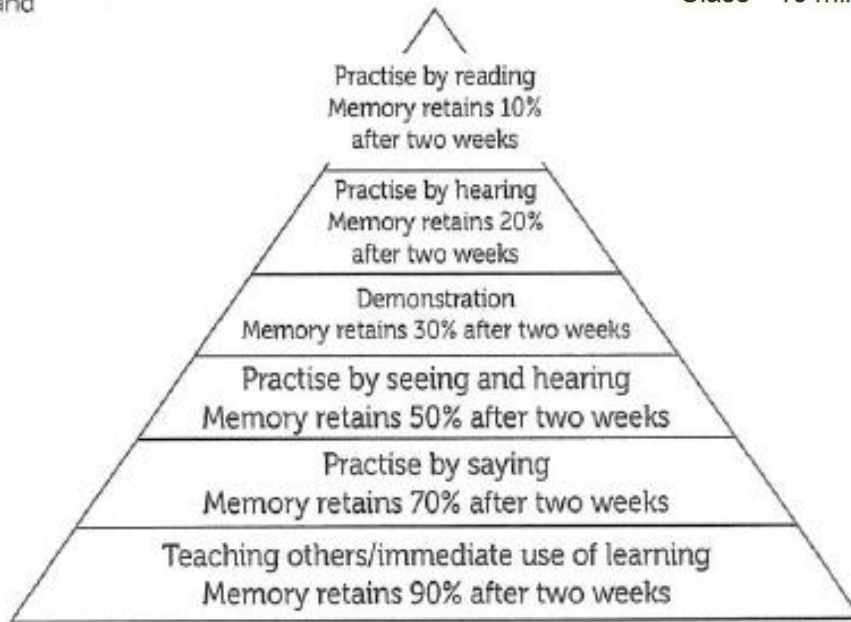 and
Practise by reading
Memory retains 10%
after two weeks
Practise by hearing
Memory retains 20%
after two weeks
Demonstration
Memory retains 30% after two weeks
Practise by seeing and hearing
Memory retains 50% after two weeks
Practise by saying
Memory retains 70% after two weeks
Teaching others/immediate use of learning
Memory retains 90% after two weeks